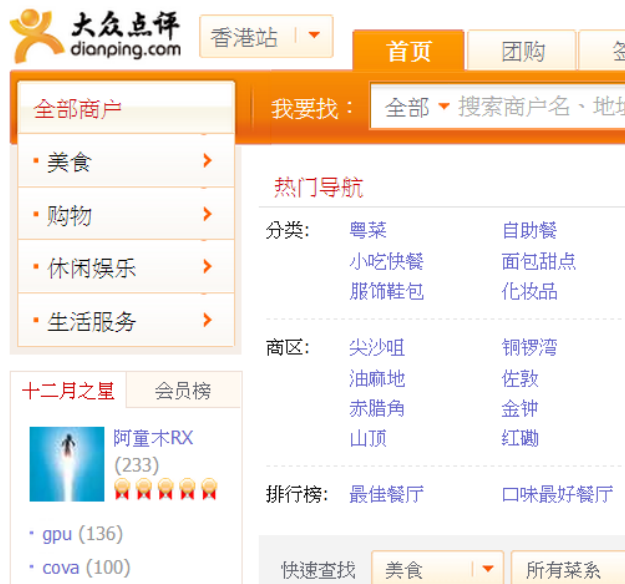 大众点评
dianping.com
香港站
首页
团购
签
全部商户
我要找：
全部
搜索商户名、地址
美食
购物
休闲娱乐
生活服务
热门导航
分类:
粤菜
自助餐
小吃快餐
面包甜点
服饰鞋包
化妆品
商区:
尖沙咀
铜锣湾
油麻地
佐敦
赤腊角
金钟
山顶
红磡
排行榜:
最佳餐厅
口味最好餐厅
十二月之星
会员榜
阿童木RX
(233)
gpu (136)
cova (100)
快速查找
美食
所有菜系